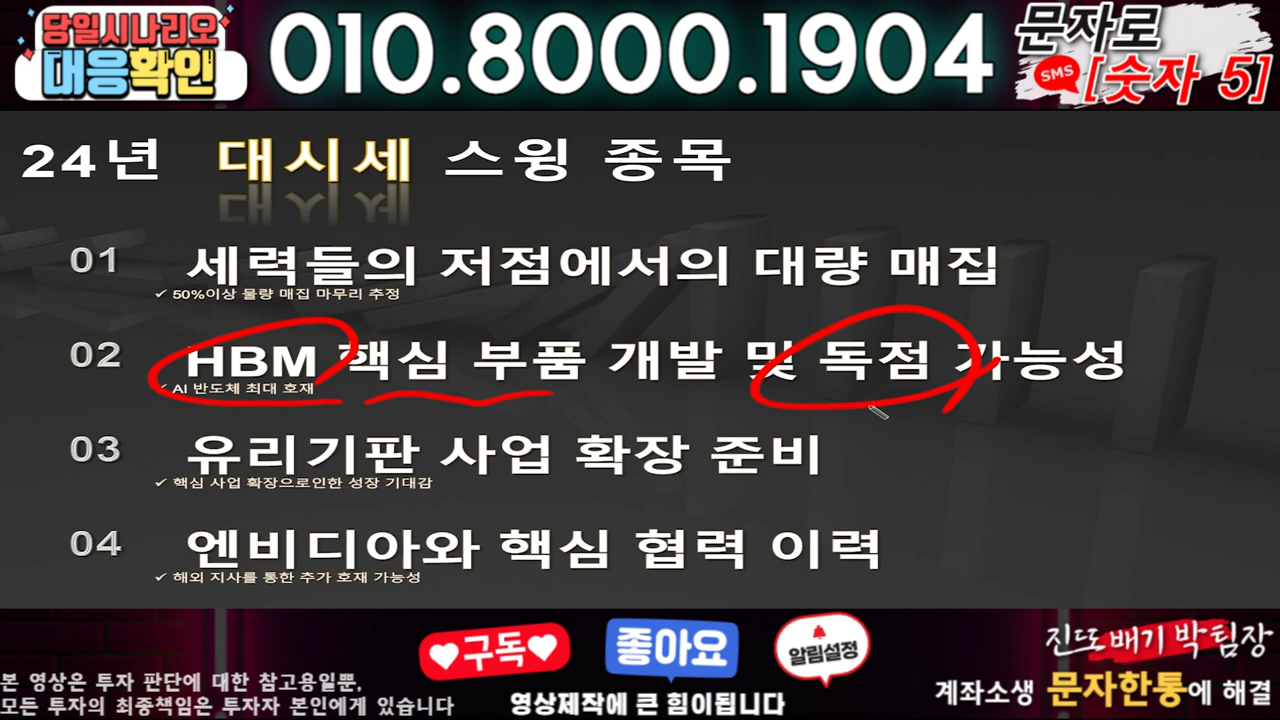 당일시나리오
대응확인
010.8000.1904
문자로
SMS [숫자 5]
24년 대시세 스윙 종목
01 세력들의 저점에서의 대량 매집
✓ 50%이상 물량 매집 마무리 추정
02 HBM 핵심 부품 개발 및 독점 가능성
✓ AI 반도체 최대 호재
03 유리기판 사업 확장 준비
✓ 핵심 사업 확장으로인한 성장 기대감
04 엔비디아와 핵심 협력 이력
✓ 해외 지사를 통한 추가 호재 가능성
구독
좋아요
알림설정
진또배기 박팀장
본 영상은 투자 판단에 대한 참고용일뿐,
모든 투자의 최종책임은 투자자 본인에게 있습니다
영상제작에 큰 힘이됩니다
계좌소생 문자한통에 해결